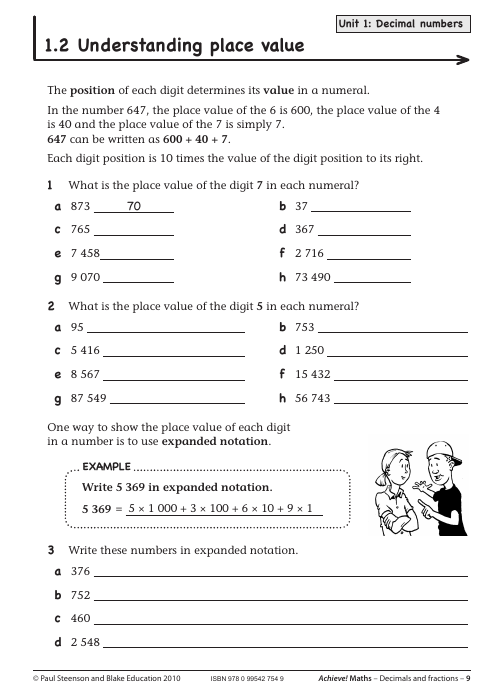 Unit 1: Decimal numbers
1.2 Understanding place value
The position of each digit determines its value in a numeral.
In the number 647, the place value of the 6 is 600, the place value of the 4
is 40 and the place value of the 7 is simply 7.
647 can be written as 600 + 40 + 7.
Each digit position is 10 times the value of the digit position to its right.
1 What is the place value of the digit 7 in each numeral?
a 873 70 b 37
c 765 d 367
e 7 458 f 2 716
g 9 070 h 73 490
2 What is the place value of the digit 5 in each numeral?
a 95 b 753
c 5 416 d 1 250
e 8 567 f 15 432
g 87 549 h 56 743
One way to show the place value of each digit
in a number is to use expanded notation.
EXAMPLE
Write 5 369 in expanded notation.
5 369 = 5 × 1 000 + 3 × 100 + 6 × 10 + 9 × 1
3 Write these numbers in expanded notation.
a 376
b 752
c 460
d 2 548
© Paul Steenson and Blake Education 2010 ISBN 978 0 99542 754 9 Achieve! Maths – Decimals and fractions – 9